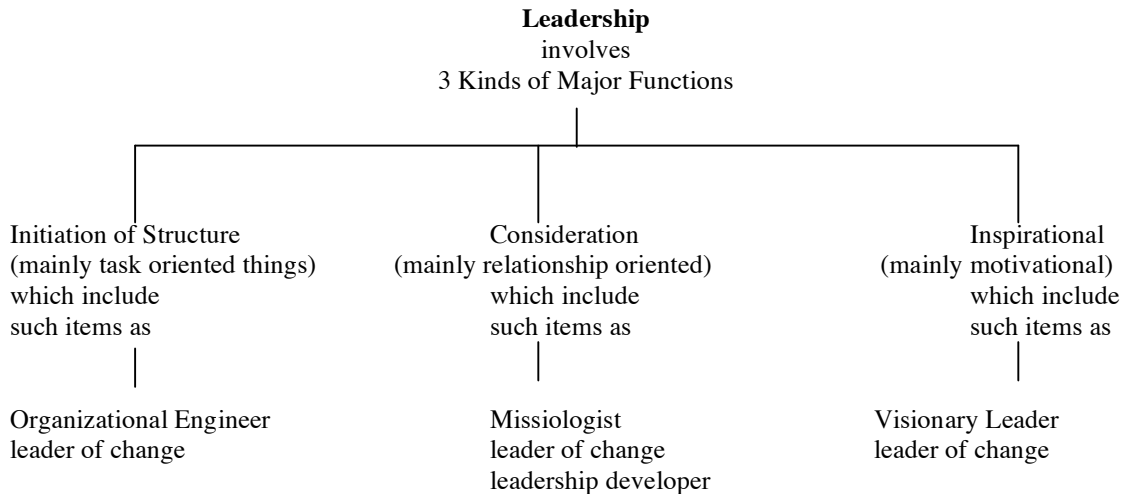 Leadership
involves
3 Kinds of Major Functions
Initiation of Structure
(mainly task oriented things)
which include
such items as
Consideration
(mainly relationship oriented)
which include
such items as
Inspirational
(mainly motivational)
which include
such items as
Organizational Engineer
leader of change
Missiologist
leader of change
leadership developer
Visionary Leader
leader of change